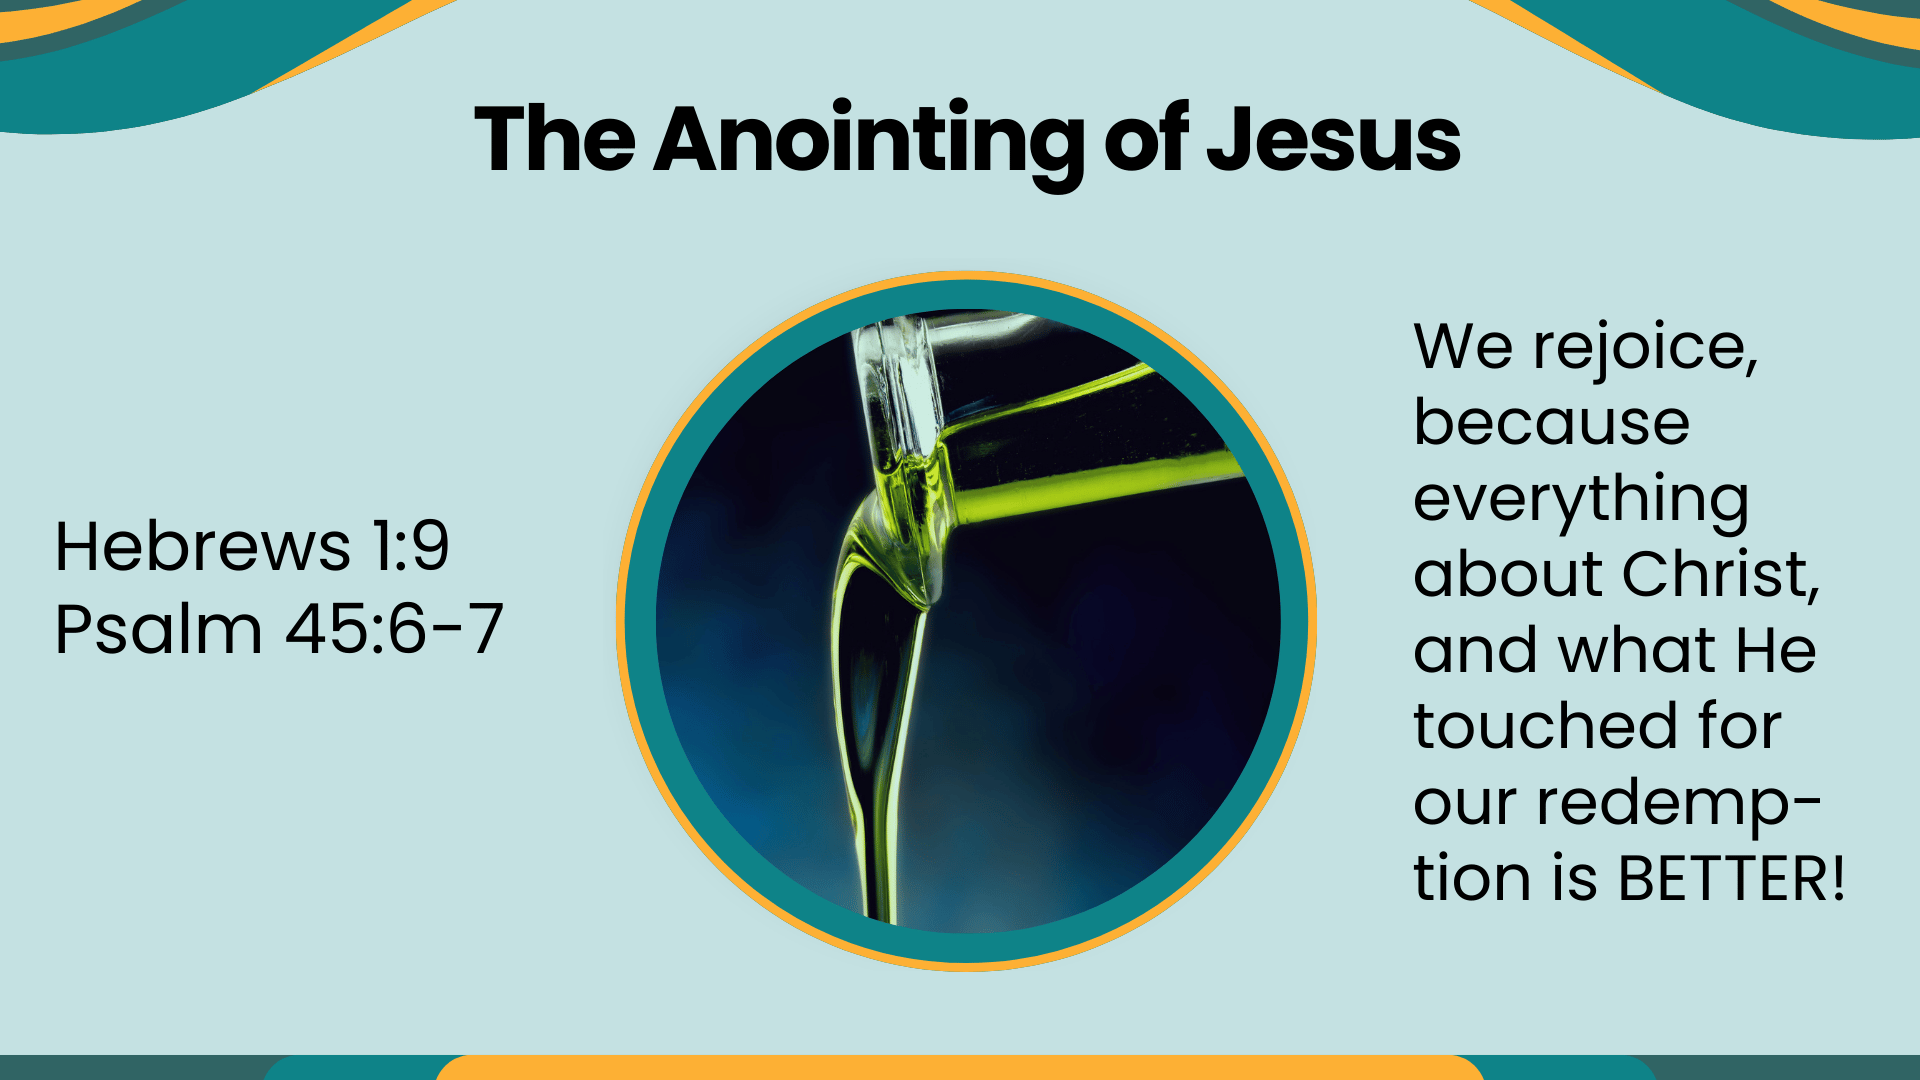 The Anointing of Jesus
Hebrews 1:9
Psalm 45:6-7
We rejoice,
because
everything
about Christ,
and what He
touched for
our redemp-
tion is BETTER!